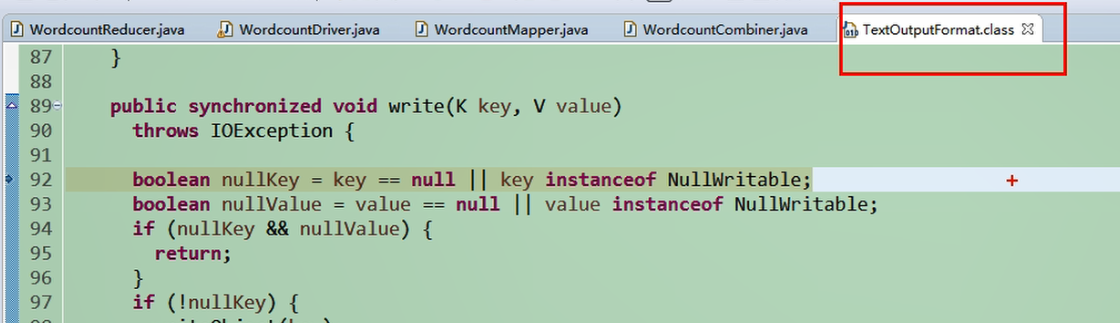 WordcountReducer.java WordcountDriver.java WordcountMapper.java WordcountCombiner.java TextOutputFormat.class
87 }
88
89 public synchronized void write(K key, V value)
90 throws IOException {
91
92 boolean nullKey = key == null || key instanceof NullWritable;
93 boolean nullValue = value == null || value instanceof NullWritable;
94 if (nullKey && nullValue) {
95 return;
96 }
97 if (!nullKey) {